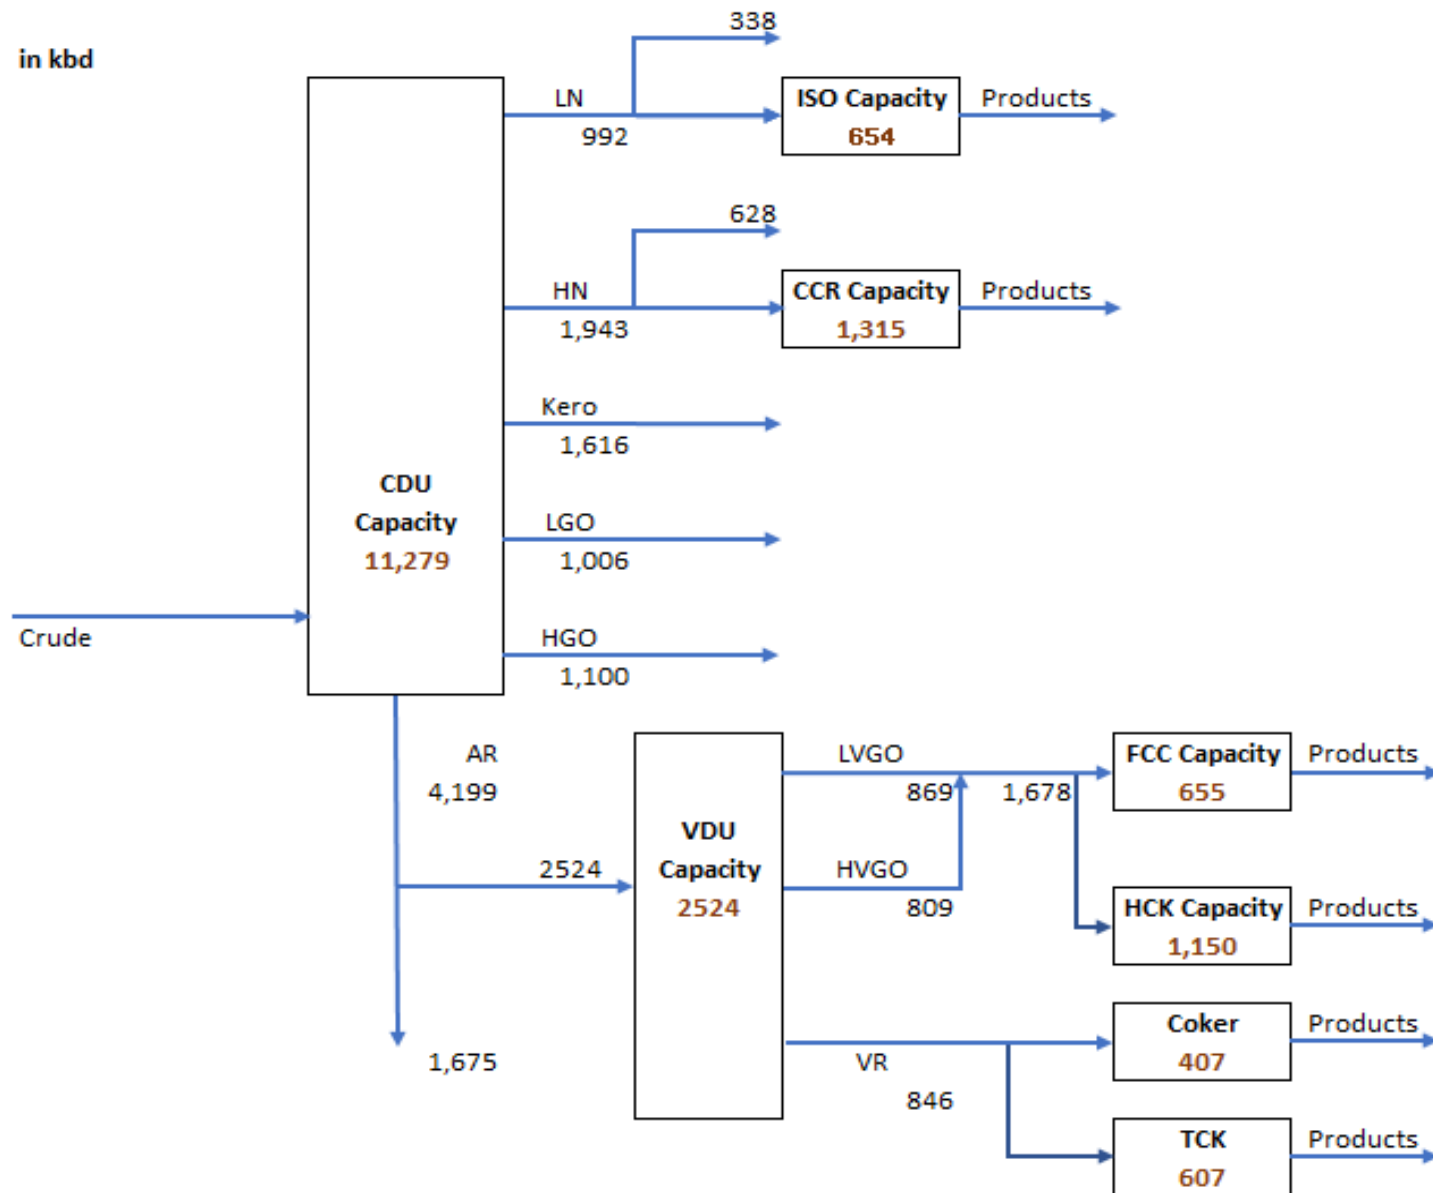 338
in kbd
LN
992
ISO Capacity
654
Products
628
HN
1,943
CCR Capacity
1,315
Products
Kero
1,616
CDU
Capacity
11,279
LGO
1,006
Crude
HGO
1,100
AR
4,199
2524
1,675
VDU
Capacity
2524
LVGO
869
1,678
HVGO
809
VR
846
FCC Capacity
655
Products
HCK Capacity
1,150
Products
Coker
407
Products
TCK
607
Products